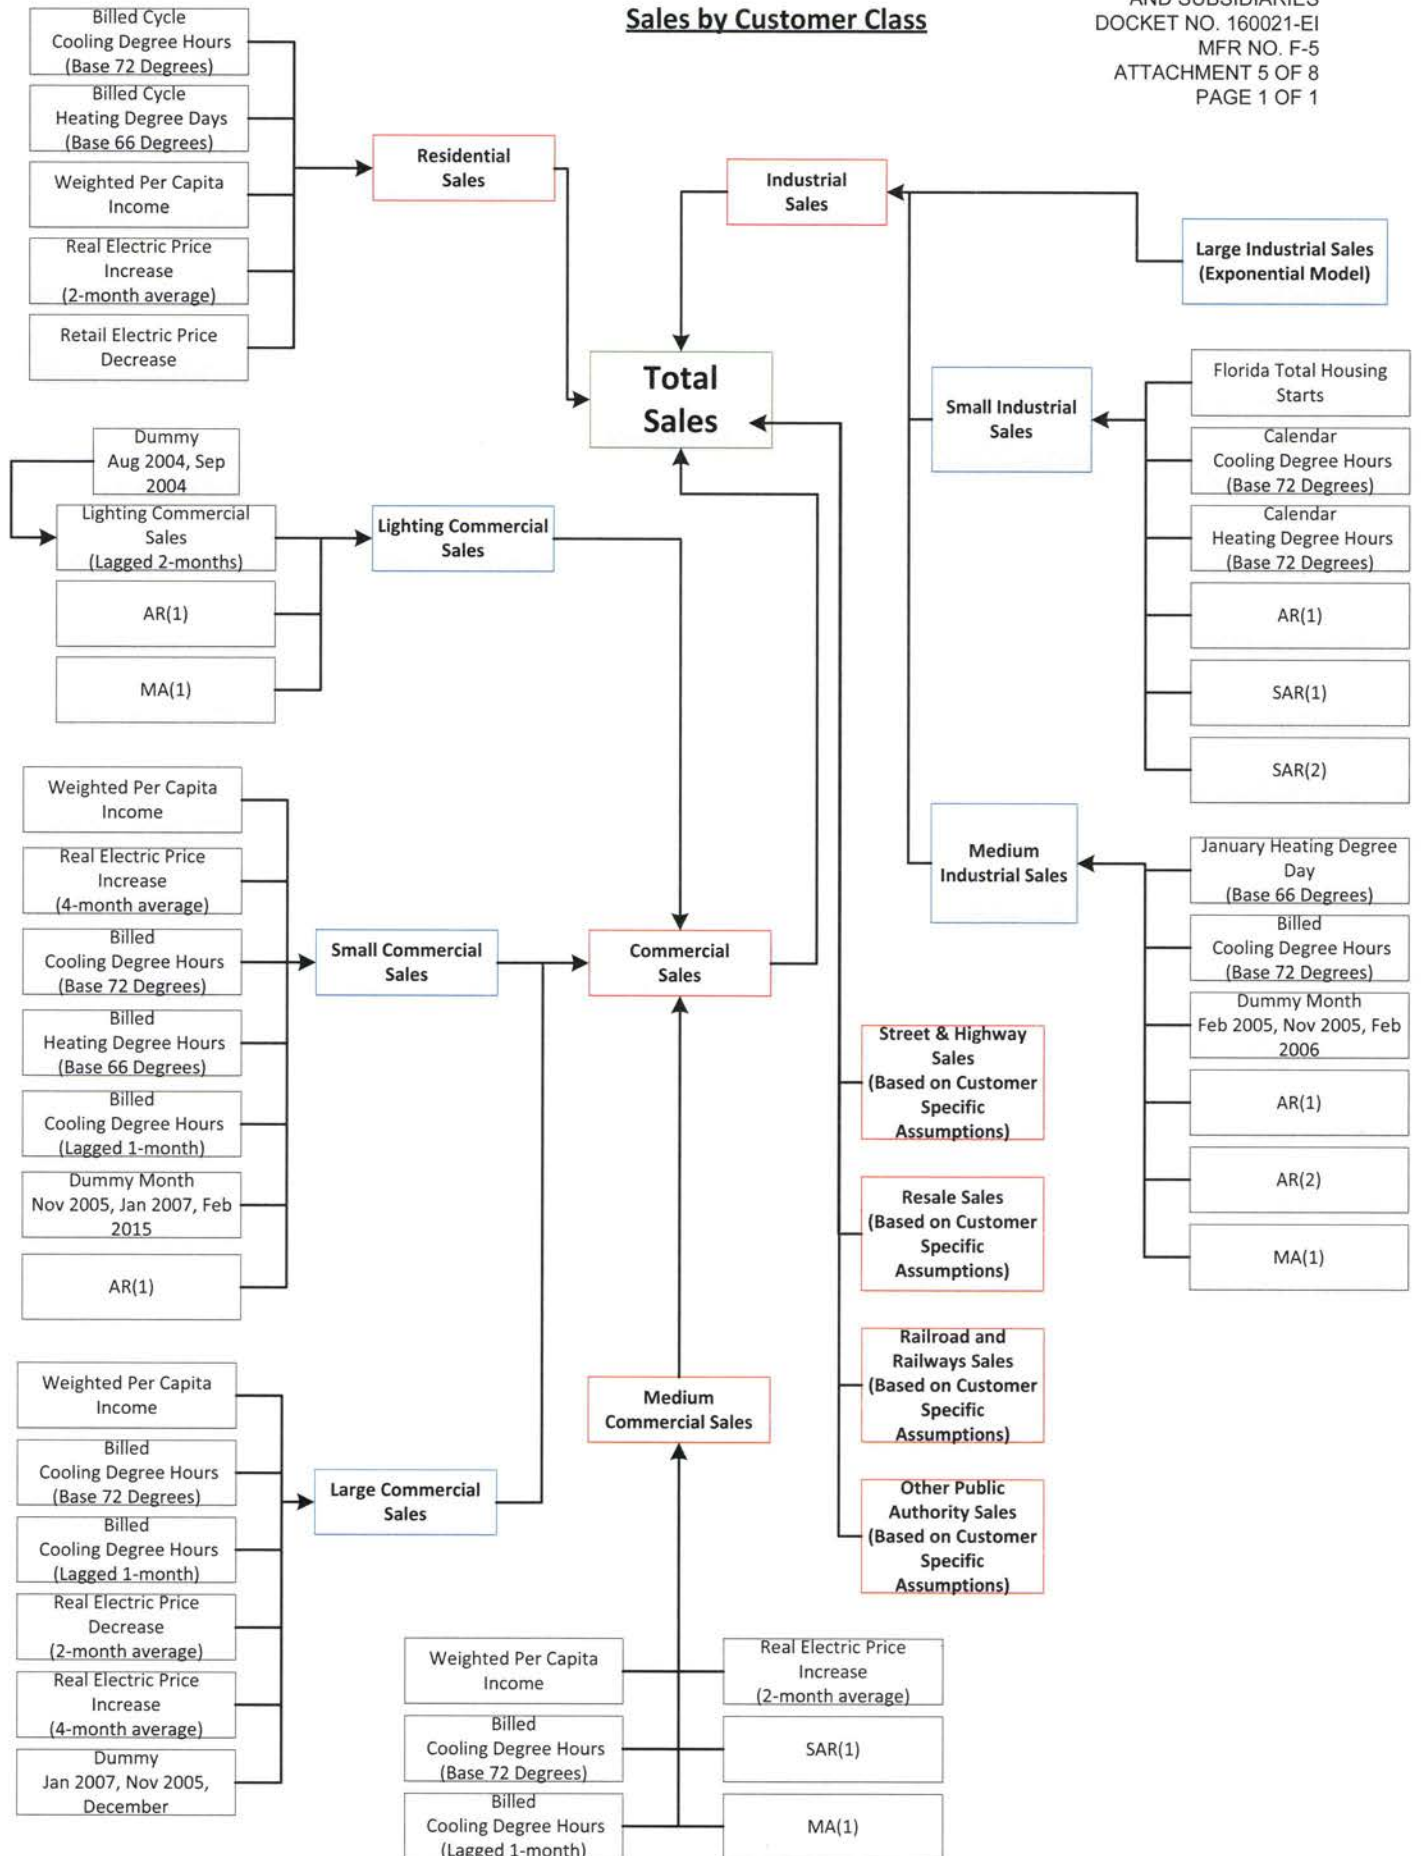 Sales by Customer Class
AND SUBSIDIARIES
DOCKET NO. 160021-EI
MFR NO. F-5
ATTACHMENT 5 OF 8
PAGE 1 OF 1
Billed Cycle
Cooling Degree Hours
(Base 72 Degrees)
Billed Cycle
Heating Degree Days
(Base 66 Degrees)
Weighted Per Capita
Income
Real Electric Price
Increase
(2-month average)
Retail Electric Price
Decrease
Residential
Sales
Industrial
Sales
Large Industrial Sales
(Exponential Model)
Total
Sales
Small Industrial
Sales
Florida Total Housing
Starts
Calendar
Cooling Degree Hours
(Base 72 Degrees)
Calendar
Heating Degree Hours
(Base 72 Degrees)
AR(1)
SAR(1)
SAR(2)
Dummy
Aug 2004, Sep
2004
Lighting Commercial
Sales
(Lagged 2-months)
AR(1)
MA(1)
Lighting Commercial
Sales
Weighted Per Capita
Income
Real Electric Price
Increase
(4-month average)
Billed
Cooling Degree Hours
(Base 72 Degrees)
Billed
Heating Degree Hours
(Base 66 Degrees)
Billed
Cooling Degree Hours
(Lagged 1-month)
Dummy Month
Nov 2005, Jan 2007, Feb
2015
AR(1)
Small Commercial
Sales
Commercial
Sales
Medium
Industrial Sales
January Heating Degree
Day
(Base 66 Degrees)
Billed
Cooling Degree Hours
(Base 72 Degrees)
Dummy Month
Feb 2005, Nov 2005, Feb
2006
AR(1)
AR(2)
MA(1)
Street & Highway
Sales
(Based on Customer
Specific
Assumptions)
Resale Sales
(Based on Customer
Specific
Assumptions)
Railroad and
Railways Sales
(Based on Customer
Specific
Assumptions)
Other Public
Authority Sales
(Based on Customer
Specific
Assumptions)
Weighted Per Capita
Income
Billed
Cooling Degree Hours
(Base 72 Degrees)
Billed
Cooling Degree Hours
(Lagged 1-month)
Real Electric Price
Decrease
(2-month average)
Real Electric Price
Increase
(4-month average)
Dummy
Jan 2007, Nov 2005,
December
Large Commercial
Sales
Medium
Commercial Sales
Weighted Per Capita
Income
Billed
Cooling Degree Hours
(Base 72 Degrees)
Billed
Cooling Degree Hours
(Lagged 1-month)
Real Electric Price
Increase
(2-month average)
SAR(1)
MA(1)